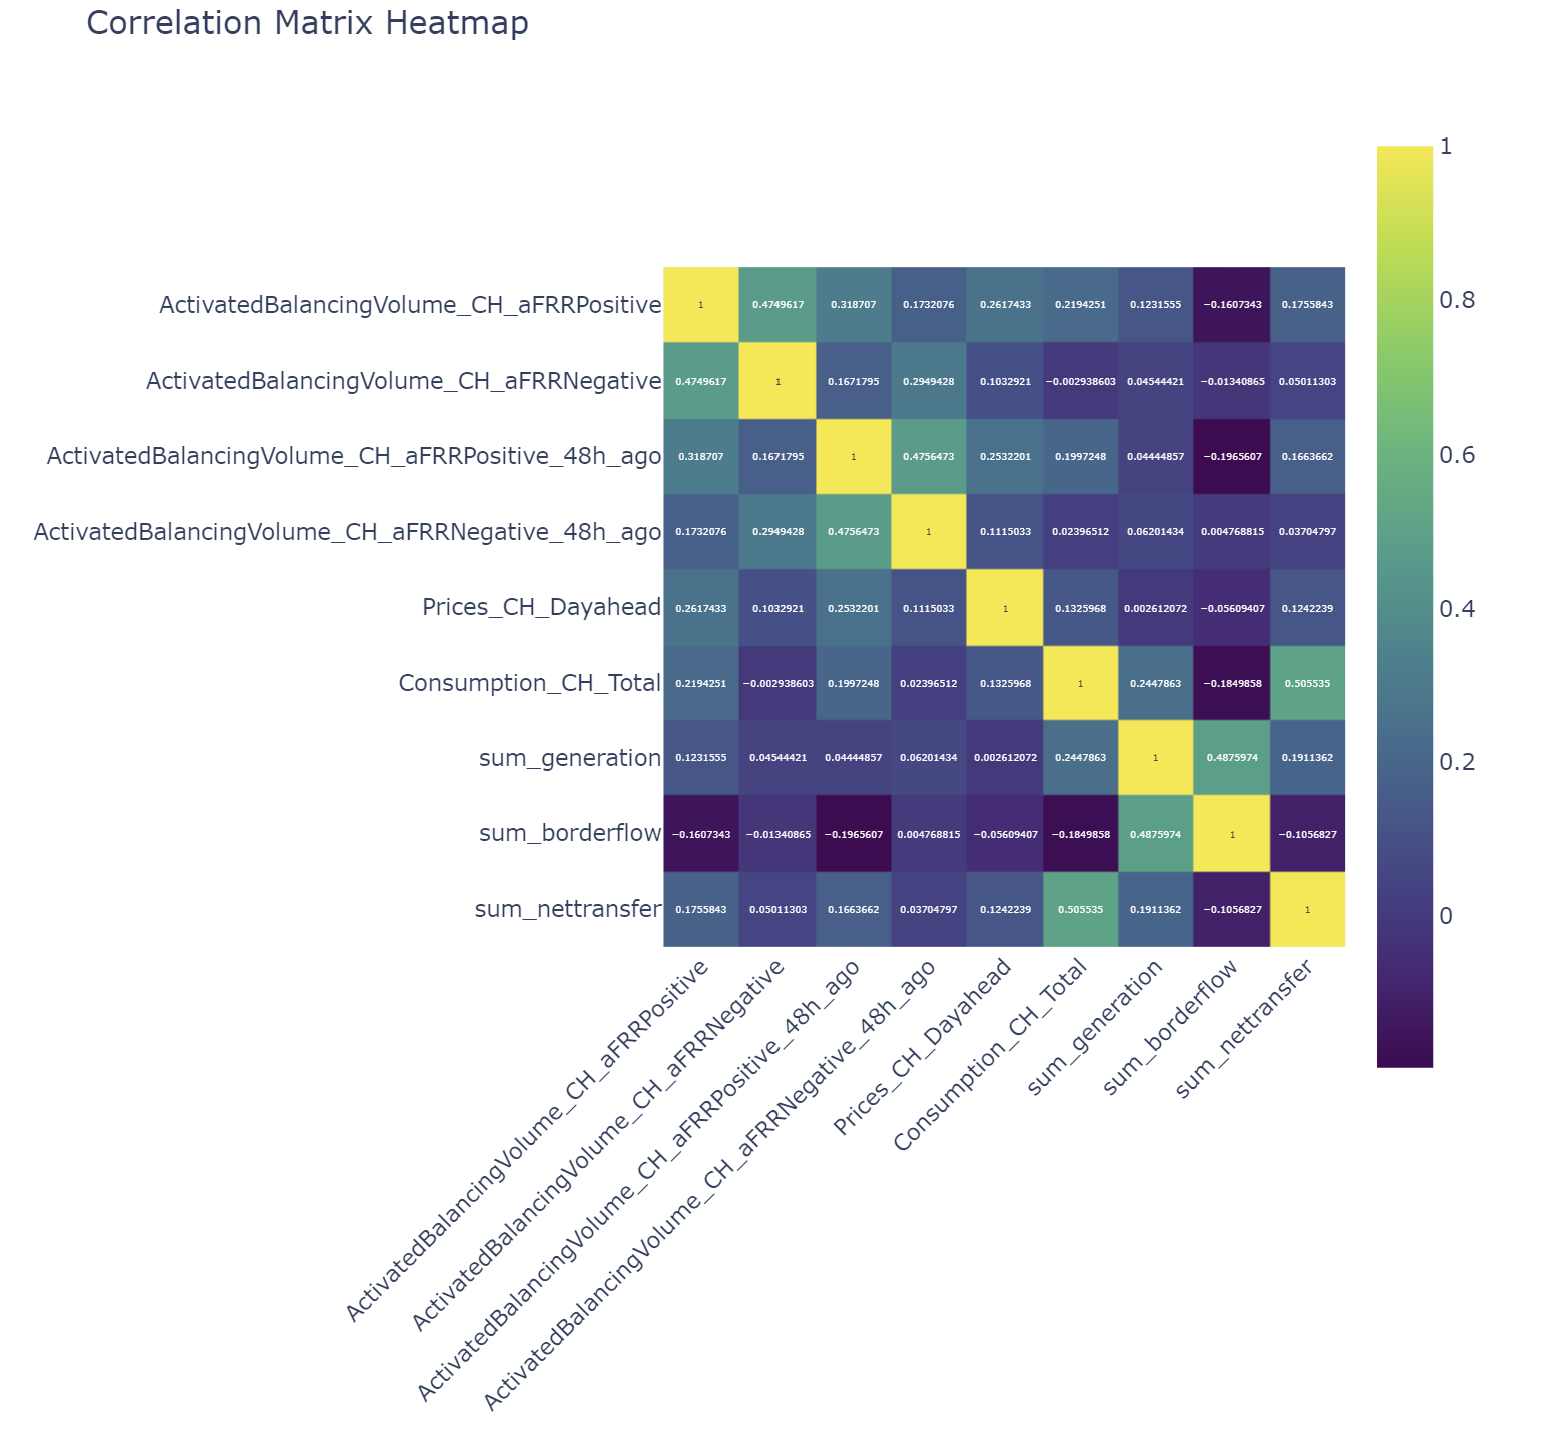 Correlation Matrix Heatmap
1
0.8
0.6
0.4
0.2
0
ActivatedBalancingVolume_CH_aFRRPositive 1 0.4749617 0.318707 0.1732076 0.2617433 0.2194251 0.1231555 −0.1607343 0.1755843
ActivatedBalancingVolume_CH_aFRRNegative 0.4749617 1 0.1671795 0.2949428 0.1032921 −0.002938603 0.04544421 −0.01340865 0.05011303
ActivatedBalancingVolume_CH_aFRRPositive_48h_ago 0.318707 0.1671795 1 0.4756473 0.2532201 0.1997248 0.04444857 −0.1965607 0.1663662
ActivatedBalancingVolume_CH_aFRRNegative_48h_ago 0.1732076 0.2949428 0.4756473 1 0.1115033 0.02396512 0.06201434 0.004768815 0.03704797
Prices_CH_Dayahead 0.2617433 0.1032921 0.2532201 0.1115033 1 0.1325968 0.002612072 −0.05609407 0.1242239
Consumption_CH_Total 0.2194251 −0.002938603 0.1997248 0.02396512 0.1325968 1 0.2447863 −0.1849858 0.505535
sum_generation 0.1231555 0.04544421 0.04444857 0.06201434 0.002612072 0.2447863 1 0.4875974 0.1911362
sum_borderflow −0.1607343 −0.01340865 −0.1965607 0.004768815 −0.05609407 −0.1849858 0.4875974 1 −0.1056827
sum_nettransfer 0.1755843 0.05011303 0.1663662 0.03704797 0.1242239 0.505535 0.1911362 −0.1056827 1
ActivatedBalancingVolume_CH_aFRRPositive
ActivatedBalancingVolume_CH_aFRRNegative
ActivatedBalancingVolume_CH_aFRRPositive_48h_ago
ActivatedBalancingVolume_CH_aFRRNegative_48h_ago
Prices_CH_Dayahead
Consumption_CH_Total
sum_generation
sum_borderflow
sum_nettransfer